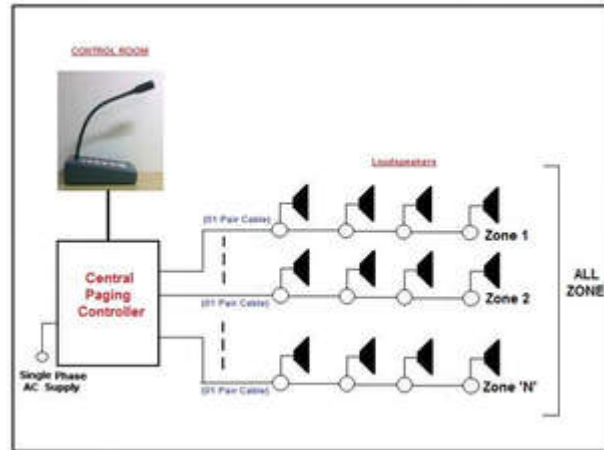 CONTROL ROOM
Loudspeakers
(01 Pair Cable)
Zone 1
Central
Paging
Controller
(01 Pair Cable)
Zone 2
ALL
ZONE
Single Phase
AC Supply
(01 Pair Cable)
Zone 'N'